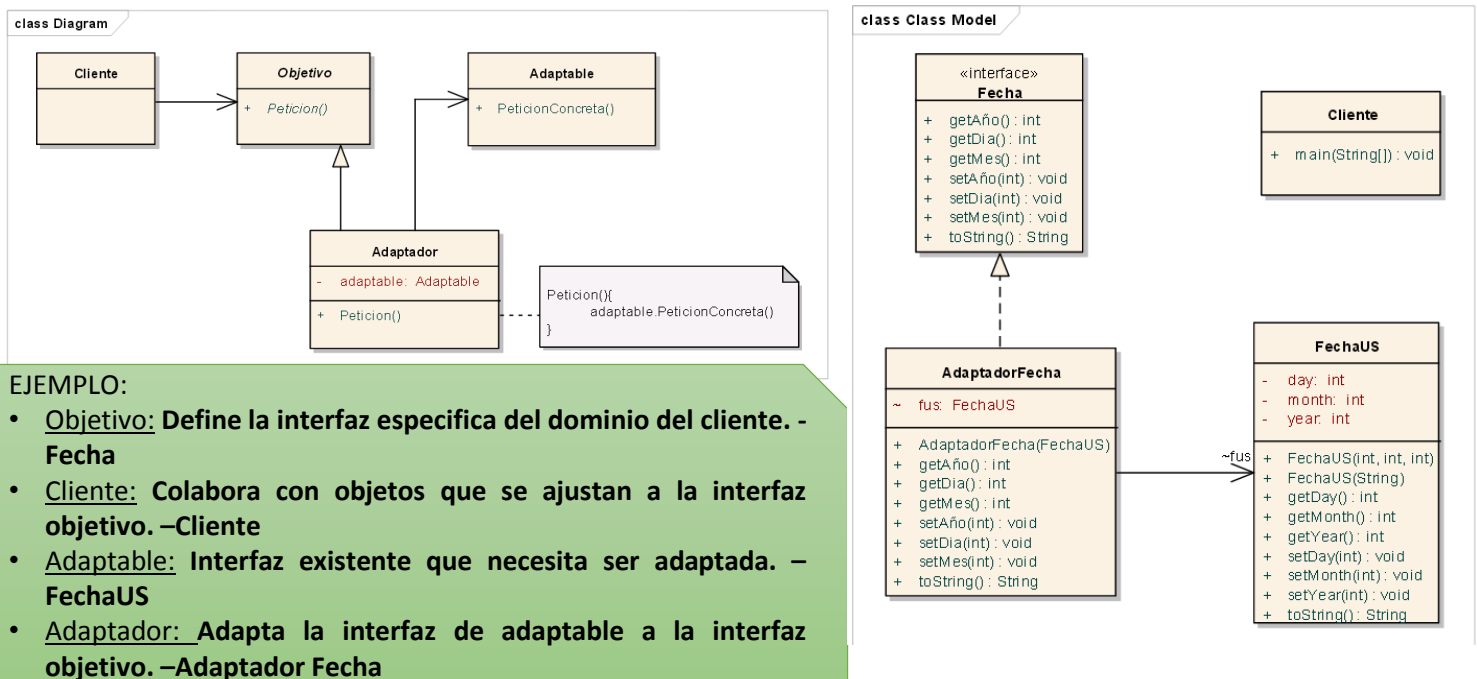 class Diagram
Cliente
Objetivo
+ Peticion()
Adaptable
+ PeticionConcreta()
Adaptador
- adaptable: Adaptable
+ Peticion()
Peticion(){
adaptable.PeticionConcreta()
}
EJEMPLO:
• Objetivo: Define la interfaz especifica del dominio del cliente. -
Fecha
• Cliente: Colabora con objetos que se ajustan a la interfaz
objetivo. –Cliente
• Adaptable: Interfaz existente que necesita ser adaptada. –
FechaUS
• Adaptador: Adapta la interfaz de adaptable a la interfaz
objetivo. –Adaptador Fecha
class Class Model
«interface»
Fecha
+ getAño() : int
+ getDia() : int
+ getMes() : int
+ setAño(int) : void
+ setDia(int) : void
+ setMes(int) : void
+ toString() : String
Cliente
+ main(String[]) : void
AdaptadorFecha
~ fus: FechaUS
+ AdaptadorFecha(FechaUS)
+ getAño() : int
+ getDia() : int
+ getMes() : int
+ setAño(int) : void
+ setDia(int) : void
+ setMes(int) : void
+ toString() : String
~fus
FechaUS
- day: int
- month: int
- year: int
+ FechaUS(int, int, int)
+ FechaUS(String)
+ getDay() : int
+ getMonth() : int
+ getYear() : int
+ setDay(int) : void
+ setMonth(int) : void
+ setYear(int) : void
+ toString() : String